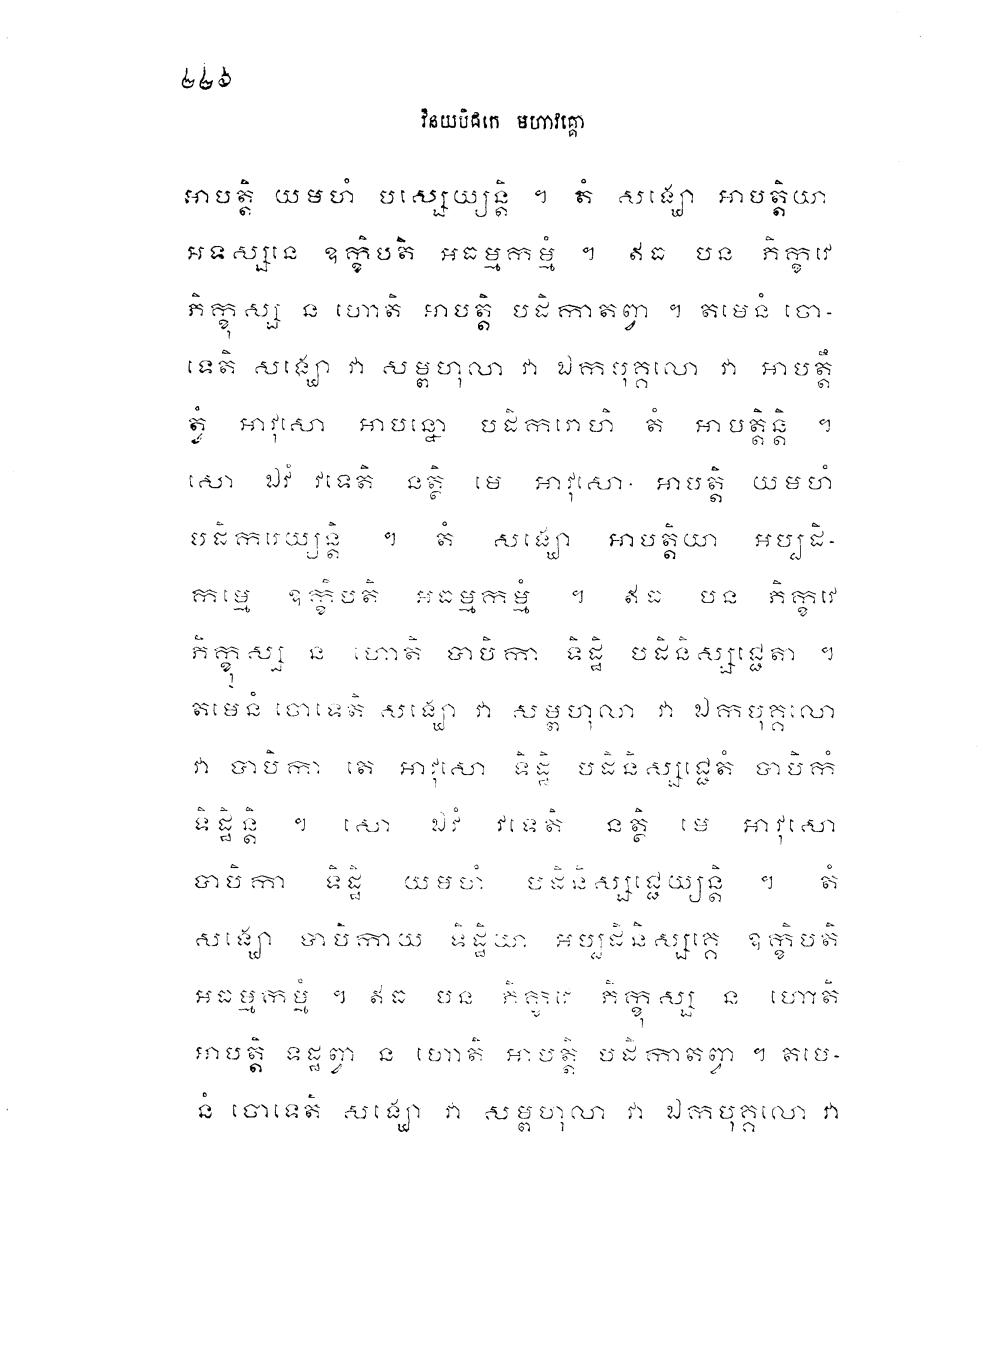 ៤៤៦
វិនយបិដកេ មហាវគ្គោ
អាបត្តិ យមហំ បស្សេយ្យន្តិ ។ តំ សង្ឃោ អាបត្តិយា
អទស្សនេ ឧក្ខិបតិ អធម្មកម្មំ ។ ឥធ បន ភិក្ខវេ
ភិក្ខុស្ស ន ហោតិ អាបត្តិ បដិកាតព្វា ។ តមេនំ ចោ-
ទេតិ សង្ឃោ វា សម្ពហុលា វា ឯកបុគ្គលោ វា អាបត្តឹ
ត្វំ អាវុសោ អាបន្នោ បដិករោហិ តំ អាបត្តិន្តិ ។
សោ ឯវំ វទេតិ នត្ថិ មេ អាវុសោ អាបត្តិ យមហំ
បដិករេយ្យន្តិ ។ តំ សង្ឃោ អាបត្តិយា អប្បដិ-
កម្មេ ឧក្ខិបតិ អធម្មកម្មំ ។ ឥធ បន ភិក្ខវេ
ភិក្ខុស្ស ន ហោតិ បាបិកា ទិដ្ឋិ បដិនិស្សជ្ជេតា ។
តមេនំ ចោទេតិ សង្ឃោ វា សម្ពហុលា វា ឯកបុគ្គលោ
វា បាបិកា តេ អាវុសោ ទិដ្ឋិ បដិនិស្សជ្ជេតំ បាបិកំ
ទិដ្ឋិន្តិ ។ សោ ឯវំ វទេតិ នត្ថិ មេ អាវុសោ
បាបិកា ទិដ្ឋិ យមហំ បដិនិស្សជ្ជេយ្យន្តិ ។ តំ
សង្ឃោ បាបិកាយ ទិដ្ឋិយា អប្បដិនិស្សគ្គេ ឧក្ខិបតិ
អធម្មកម្មំ ។ ឥធ បន ភិក្ខវេ ភិក្ខុស្ស ន ហោតិ
អាបត្តិ ទដ្ឋព្វា ន ហោតិ អាបត្តិ បដិកាតព្វា ។ តមេ-
នំ ចោទេតិ សង្ឃោ វា សម្ពហុលា វា ឯកបុគ្គលោ វា